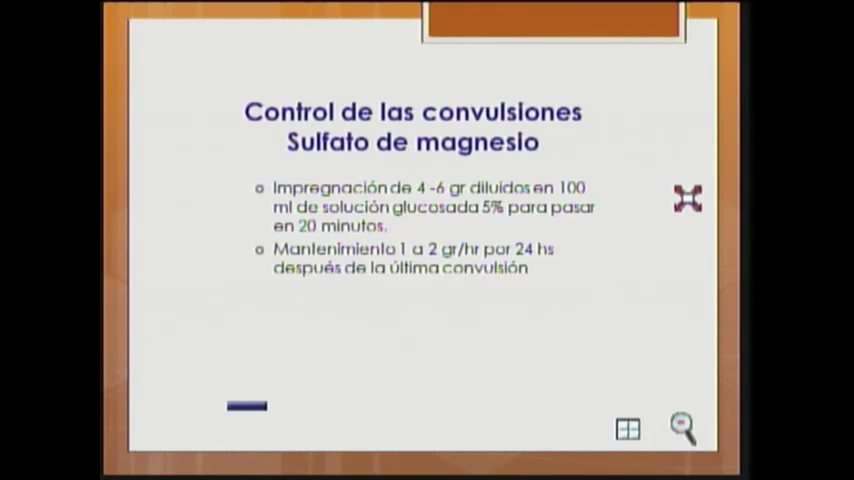 Control de las convulsiones
Sulfato de magnesio
Impregnación de 4 -6 gr diluidos en 100
ml de solución glucosada 5% para pasar
en 20 minutos.
Mantenimiento 1 a 2 gr/hr por 24 hs
después de la última convulsión